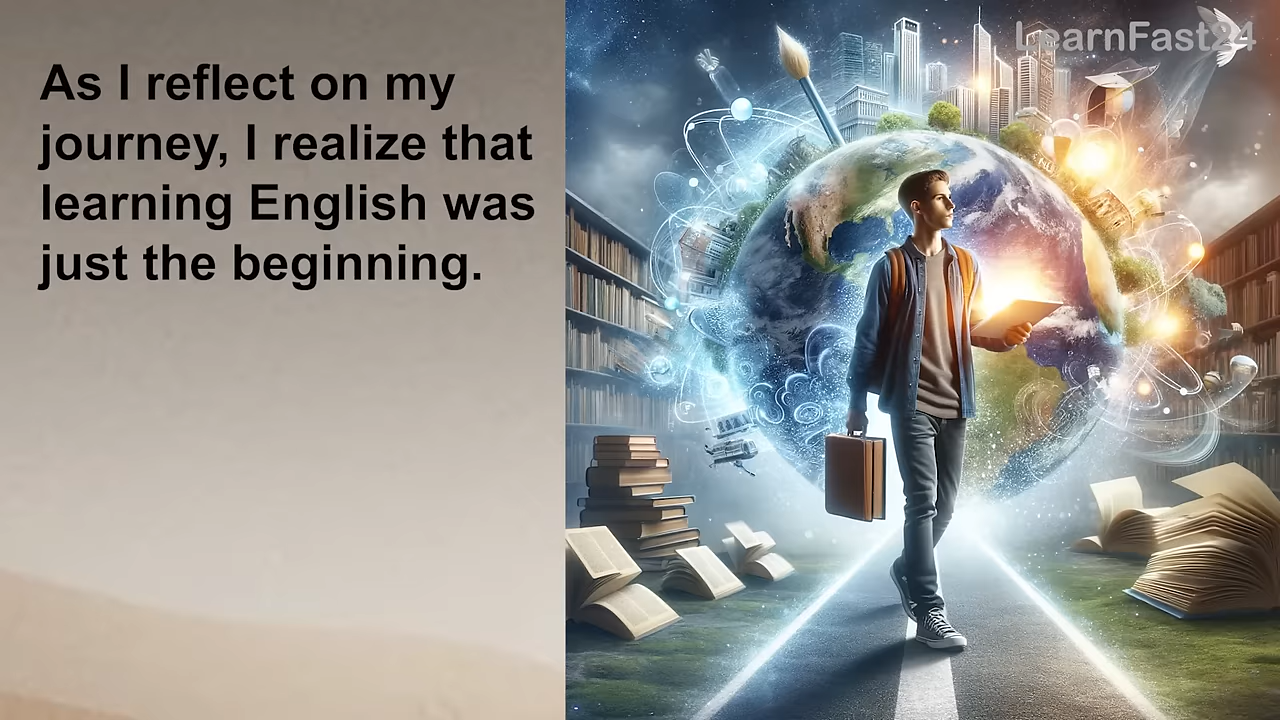 As I reflect on my
journey, I realize that
learning English was
just the beginning.
LearnFast24